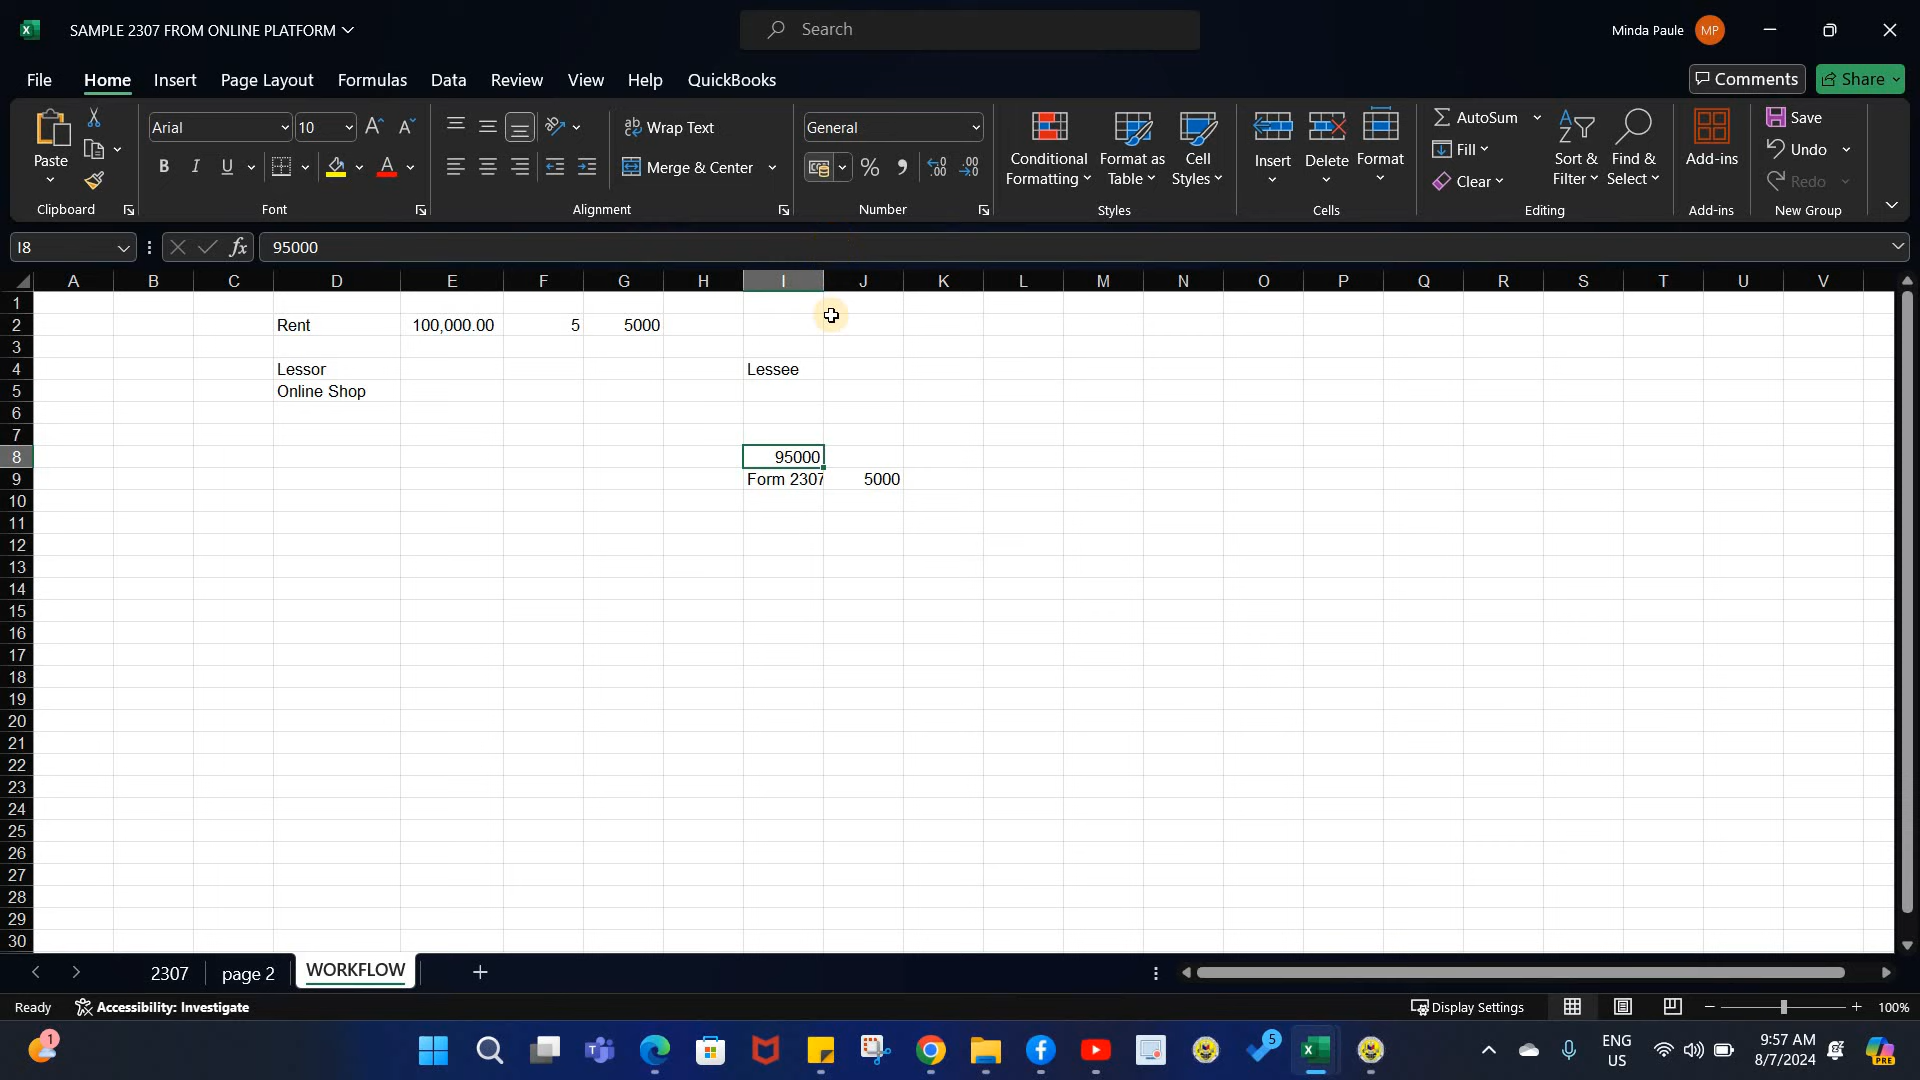 SAMPLE 2307 FROM ONLINE PLATFORM
Search
Minda Paule MP
File Home Insert Page Layout Formulas Data Review View Help QuickBooks
Comments Share
Paste
Clipboard
Arial 10
B I U
Font
Wrap Text
Merge & Center
Alignment
General
Number
Conditional Formatting
Format as Table
Cell Styles
Styles
Insert Delete Format
Cells
AutoSum
Fill
Clear
Sort & Filter
Find & Select
Editing
Add-ins
Add-ins
Save
Undo
Redo
New Group
I8 fx 95000
A B C D E F G H I J K L M N O P Q R S T U V
1
2 Rent 100,000.00 5 5000
3
4 Lessor Lessee
5 Online Shop
6
7
8 95000
9 Form 2307 5000
10
11
12
13
14
15
16
17
18
19
20
21
22
23
24
25
26
27
28
29
30
2307 page 2 WORKFLOW
Ready Accessibility: Investigate Display Settings 100%
1 5 ENG US 9:57 AM 8/7/2024 PRE